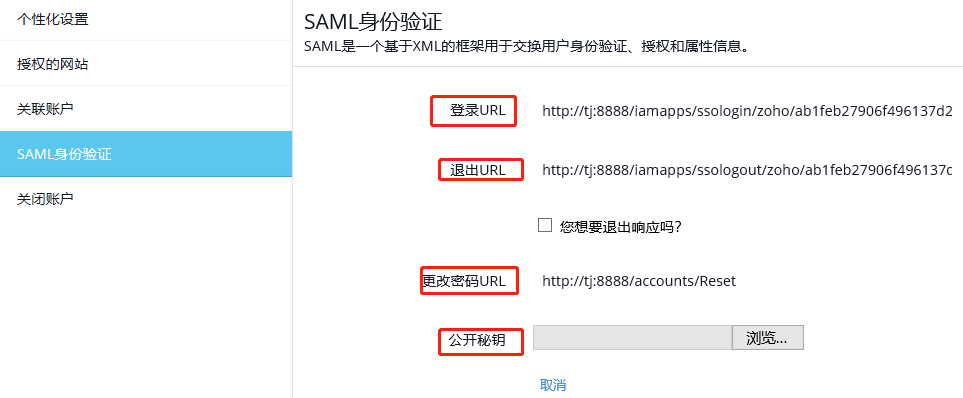 个性化设置
授权的网站
关联账户
SAML身份验证
关闭账户
SAML身份验证
SAML是一个基于XML的框架用于交换用户身份验证、授权和属性信息。
登录URL http://tj:8888/iamapps/ssologin/zoho/ab1feb27906f496137d2
退出URL http://tj:8888/iamapps/ssologout/zoho/ab1feb27906f496137c
您想要退出响应吗?
更改密码URL http://tj:8888/accounts/Reset
公开秘钥 浏览...
取消